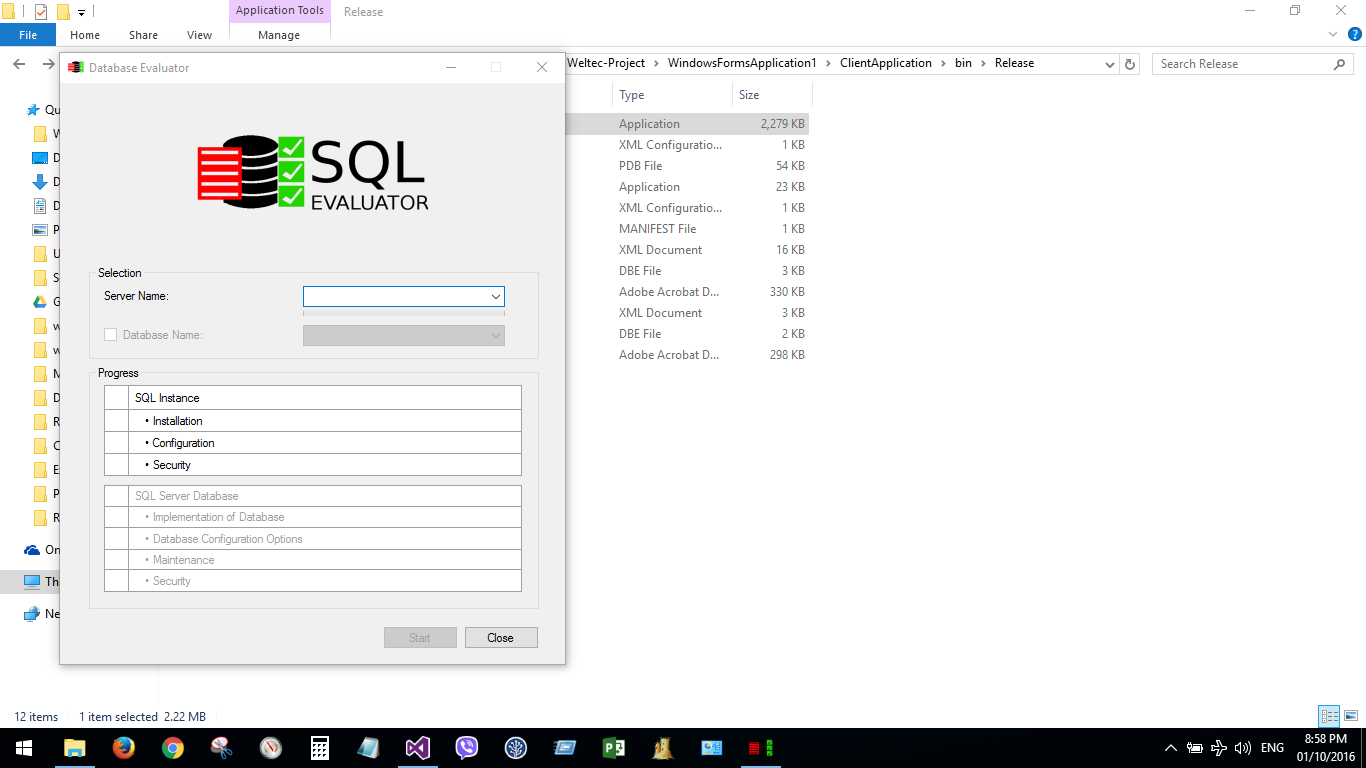 Application Tools
Release
File
Home
Share
View
Manage
Database Evaluator
Weltec-Project
WindowsFormsApplication1
ClientApplication
bin
Release
Search Release
SQL
EVALUATOR
Selection
Server Name:
Database Name:
Progress
SQL Instance
• Installation
• Configuration
• Security
SQL Server Database
• Implementation of Database
• Database Configuration Options
• Maintenance
• Security
Start
Close
Type Size
Application 2,279 KB
XML Configuratio... 1 KB
PDB File 54 KB
Application 23 KB
XML Configuratio... 1 KB
MANIFEST File 1 KB
XML Document 16 KB
DBE File 3 KB
Adobe Acrobat D... 330 KB
XML Document 3 KB
DBE File 2 KB
Adobe Acrobat D... 298 KB
12 items
1 item selected 2.22 MB
ENG
8:58 PM
01/10/2016